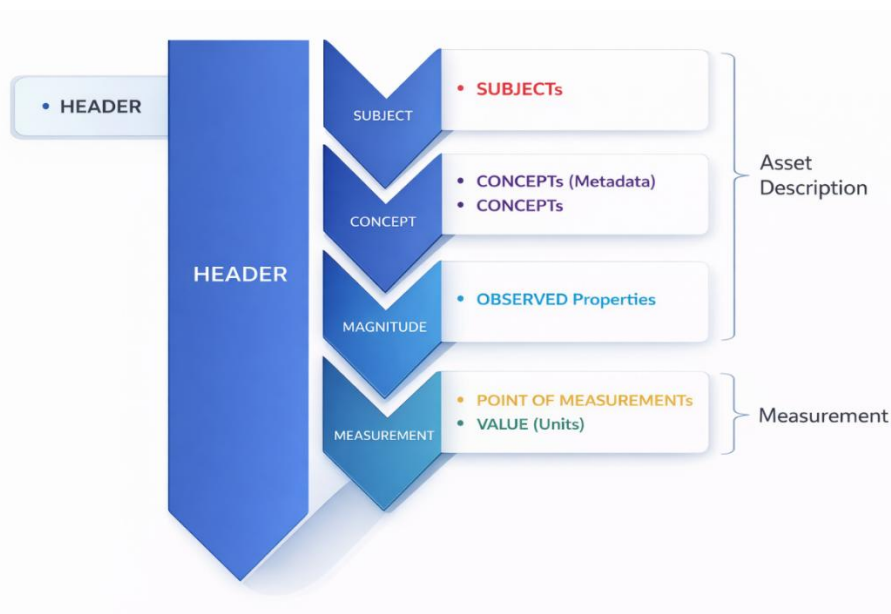 • HEADER
HEADER
SUBJECT
• SUBJECTs
CONCEPT
• CONCEPTs (Metadata)
• CONCEPTs
MAGNITUDE
• OBSERVED Properties
Asset
Description
MEASUREMENT
• POINT OF MEASUREMENTs
• VALUE (Units)
Measurement